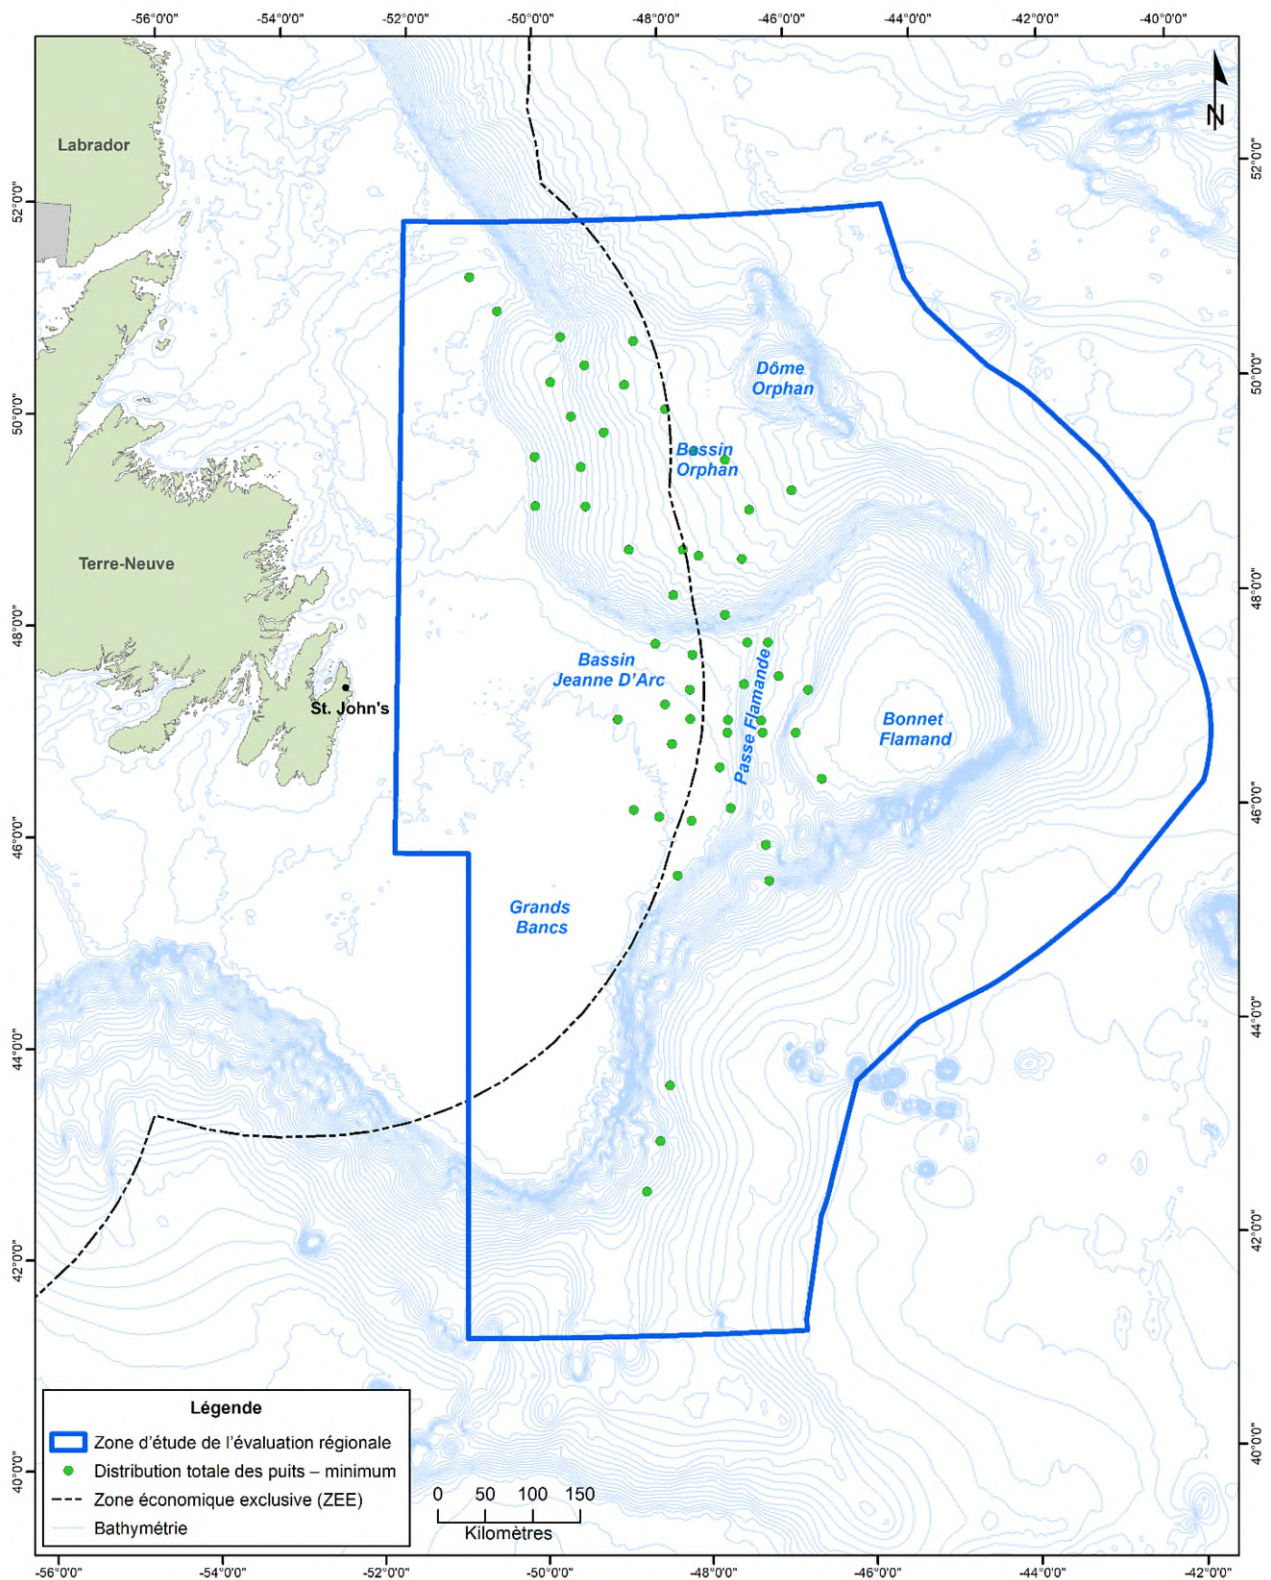 -56°0'0" -54°0'0" -52°0'0" -50°0'0" -48°0'0" -46°0'0" -44°0'0" -42°0'0" -40°0'0"
N
Labrador
52°0'0" 52°0'0"
Dôme
Orphan
50°0'0" 50°0'0"
Bassin
Orphan
Terre-Neuve
48°0'0" 48°0'0"
Bassin
Jeanne D'Arc
Passe Flamande
St. John's
Bonnet
Flamand
46°0'0" 46°0'0"
Grands
Bancs
44°0'0" 44°0'0"
42°0'0" 42°0'0"
Légende
Zone d'étude de l'évaluation régionale
Distribution totale des puits – minimum
Zone économique exclusive (ZEE)
Bathymétrie
40°0'0" 40°0'0"
0 50 100 150
Kilomètres
-56°0'0" -54°0'0" -52°0'0" -50°0'0" -48°0'0" -46°0'0" -44°0'0" -42°0'0"